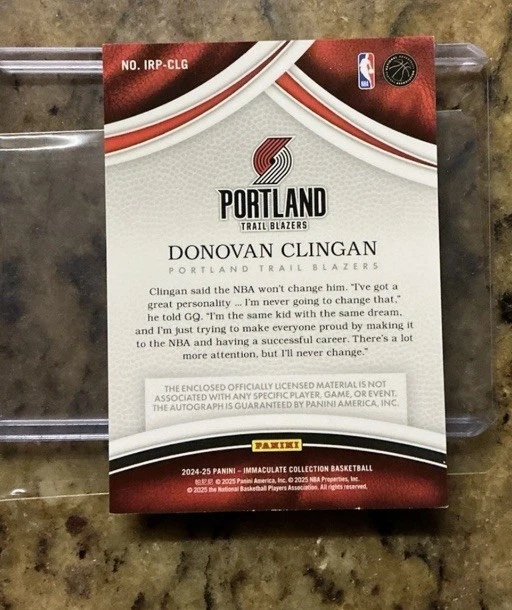 NO. IRP-CLG
NBA
PORTLAND
TRAIL BLAZERS
DONOVAN CLINGAN
PORTLAND TRAIL BLAZERS
Clingan said the NBA won't change him. "I've got a
great personality ... I'm never going to change that,"
he told GQ. "I'm the same kid with the same dream,
and I'm just trying to make everyone proud by making it
to the NBA and having a successful career. There's a lot
more attention, but I'll never change."
THE ENCLOSED OFFICIALLY LICENSED MATERIAL IS NOT
ASSOCIATED WITH ANY SPECIFIC PLAYER, GAME, OR EVENT.
THE AUTOGRAPH IS GUARANTEED BY PANINI AMERICA, INC.
PANINI
2024-25 PANINI – IMMACULATE COLLECTION BASKETBALL
帕尼尼 © 2025 Panini America, Inc. © 2025 NBA Properties, Inc.
© 2025 the National Basketball Players Association. All rights reserved.